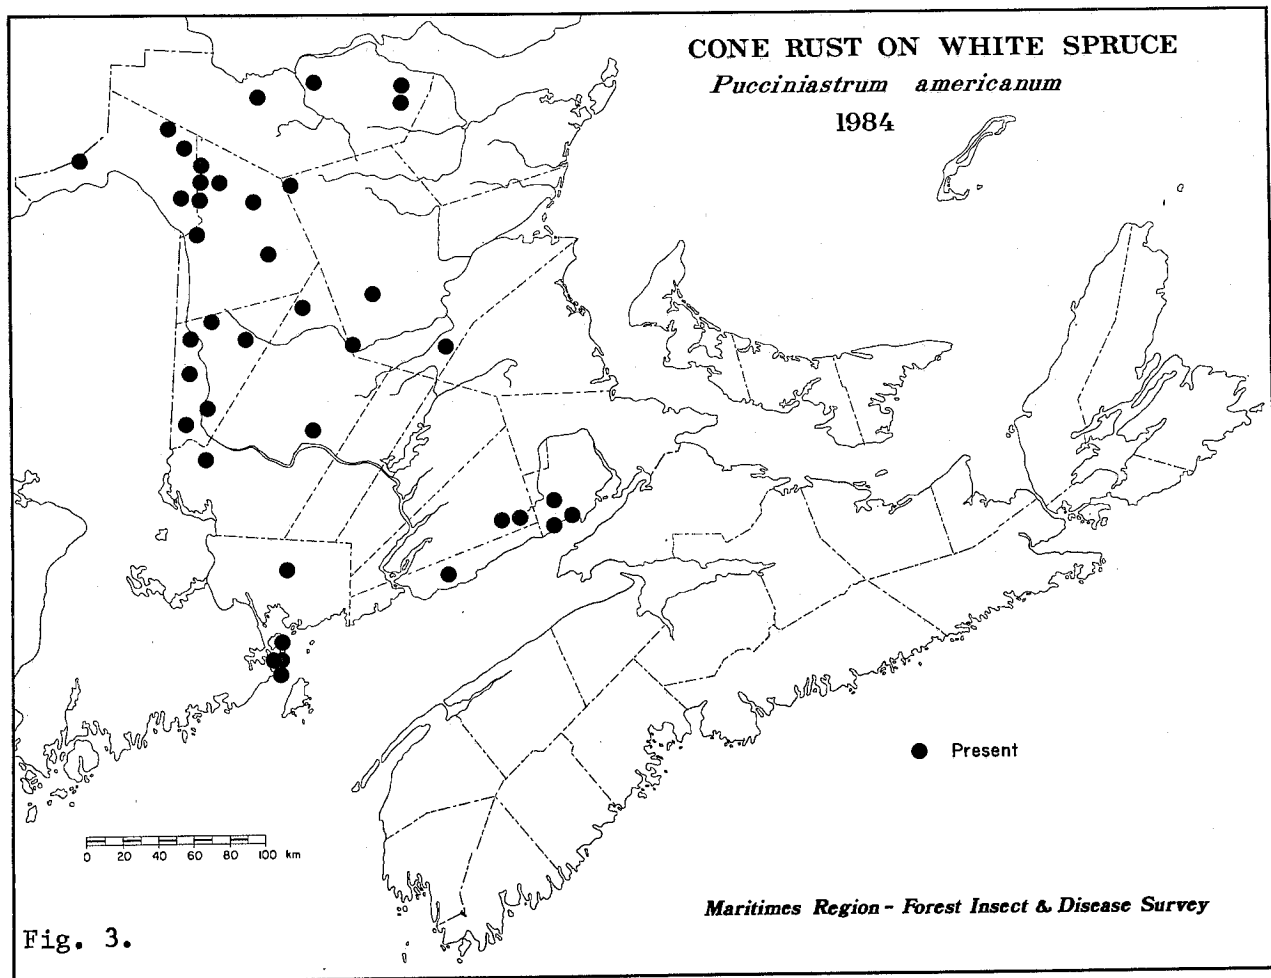 CONE RUST ON WHITE SPRUCE
Pucciniastrum americanum
1984
Present
0 20 40 60 80 100 km
Maritimes Region - Forest Insect & Disease Survey
Fig. 3.